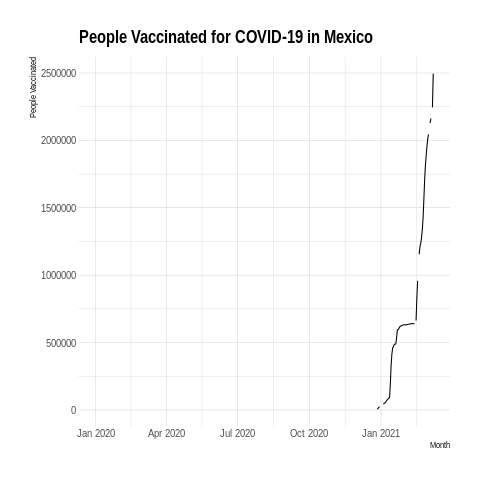 People Vaccinated for COVID-19 in Mexico
People Vaccinated
2500000
2000000
1500000
1000000
500000
0
Jan 2020 Apr 2020 Jul 2020 Oct 2020 Jan 2021
Month